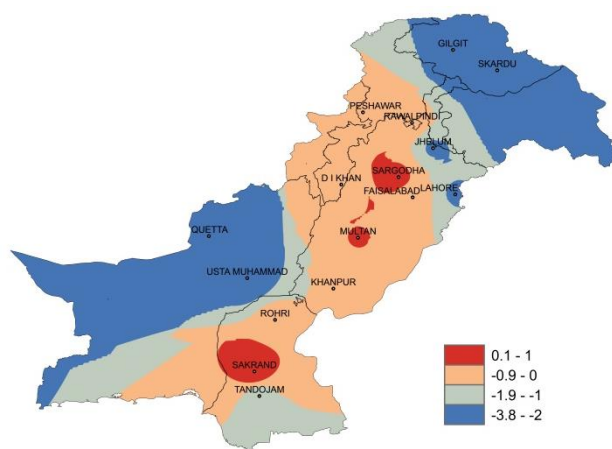 GILGIT
SKARDU
PESHAWAR
RAWALPINDI
JHELUM
SARGODHA
D I KHAN
FAISALABAD
LAHORE
MULTAN
QUETTA
USTA MUHAMMAD
KHANPUR
ROHRI
SAKRAND
TANDOJAM
0.1 - 1
-0.9 - 0
-1.9 - -1
-3.8 - -2